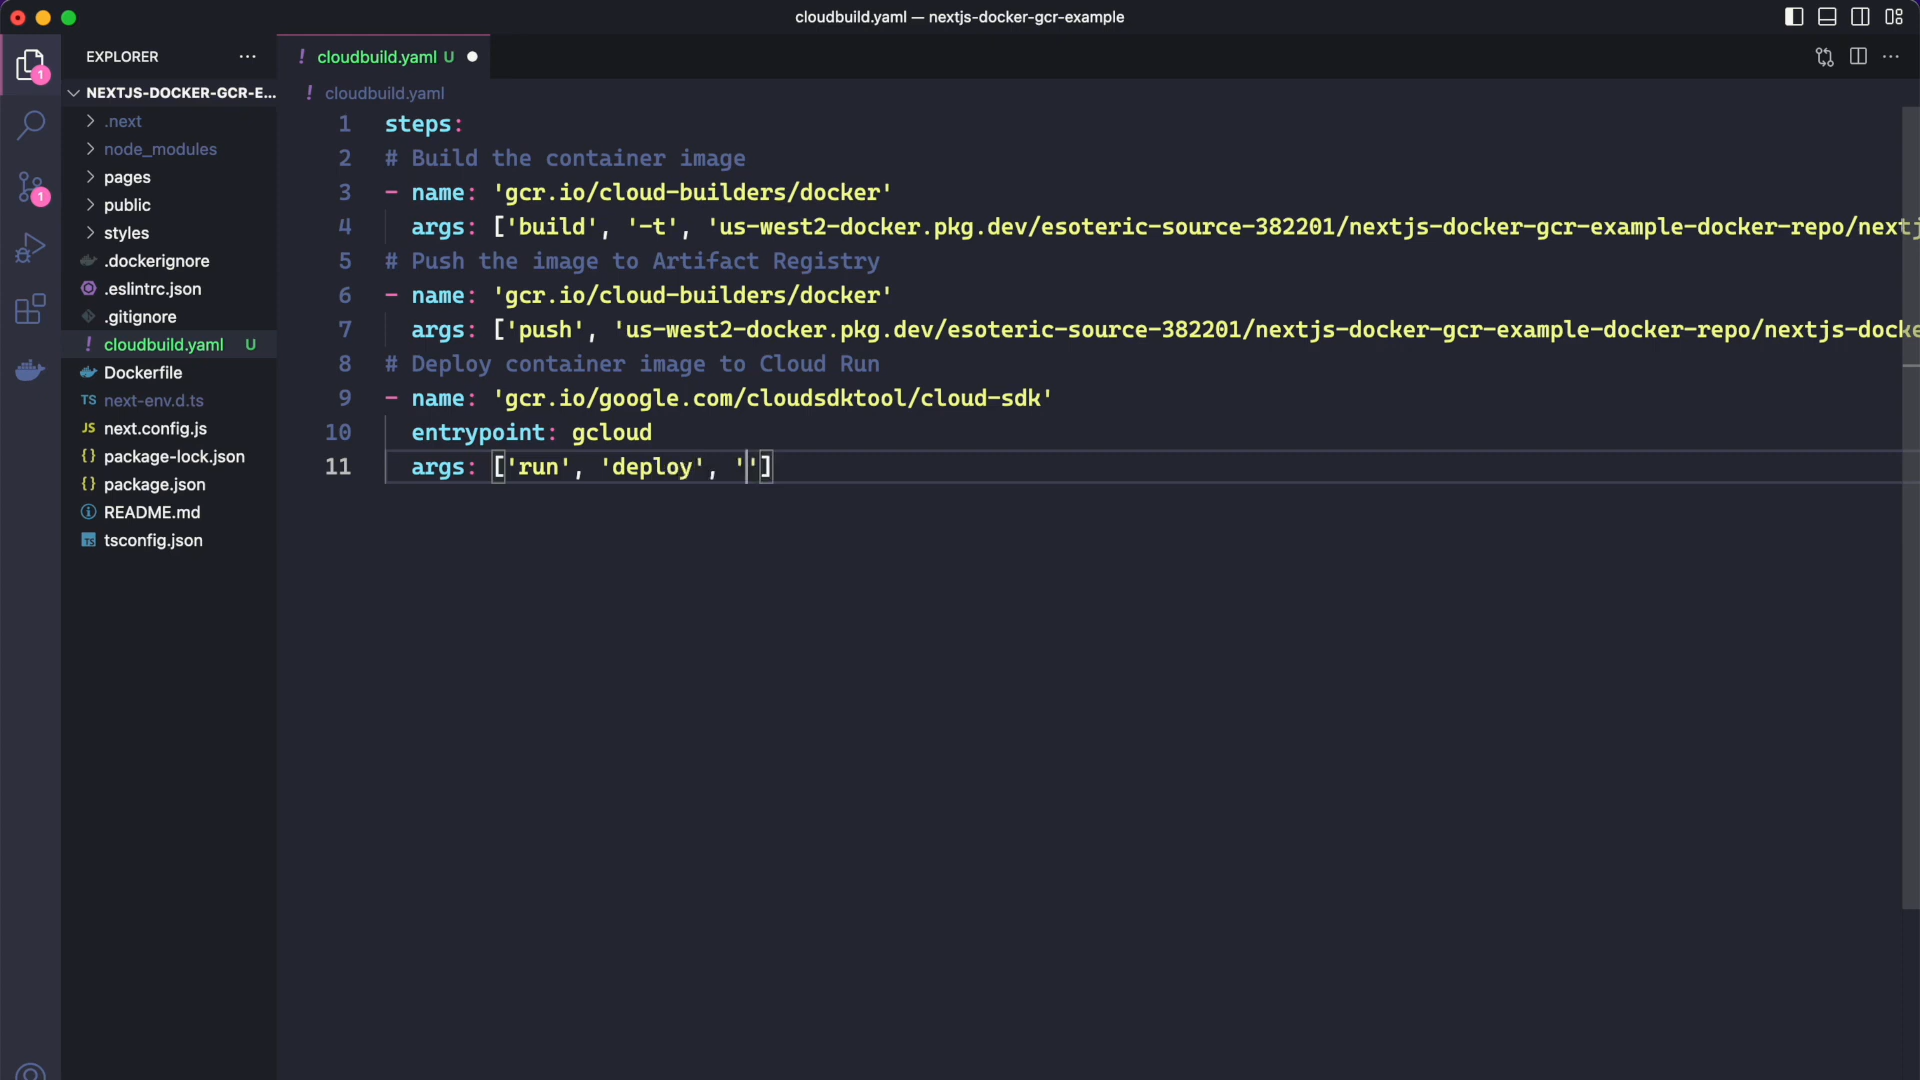 cloudbuild.yaml — nextjs-docker-gcr-example
EXPLORER
NEXTJS-DOCKER-GCR-E...
.next
node_modules
pages
public
styles
.dockerignore
.eslintrc.json
.gitignore
cloudbuild.yaml U
Dockerfile
TS next-env.d.ts
JS next.config.js
{} package-lock.json
{} package.json
README.md
TS tsconfig.json
1
1
! cloudbuild.yaml U
! cloudbuild.yaml
1 steps:
2 # Build the container image
3 - name: 'gcr.io/cloud-builders/docker'
4 args: ['build', '-t', 'us-west2-docker.pkg.dev/esoteric-source-382201/nextjs-docker-gcr-example-docker-repo/nextj
5 # Push the image to Artifact Registry
6 - name: 'gcr.io/cloud-builders/docker'
7 args: ['push', 'us-west2-docker.pkg.dev/esoteric-source-382201/nextjs-docker-gcr-example-docker-repo/nextjs-docke
8 # Deploy container image to Cloud Run
9 - name: 'gcr.io/google.com/cloudsdktool/cloud-sdk'
10 entrypoint: gcloud
11 args: ['run', 'deploy', '']